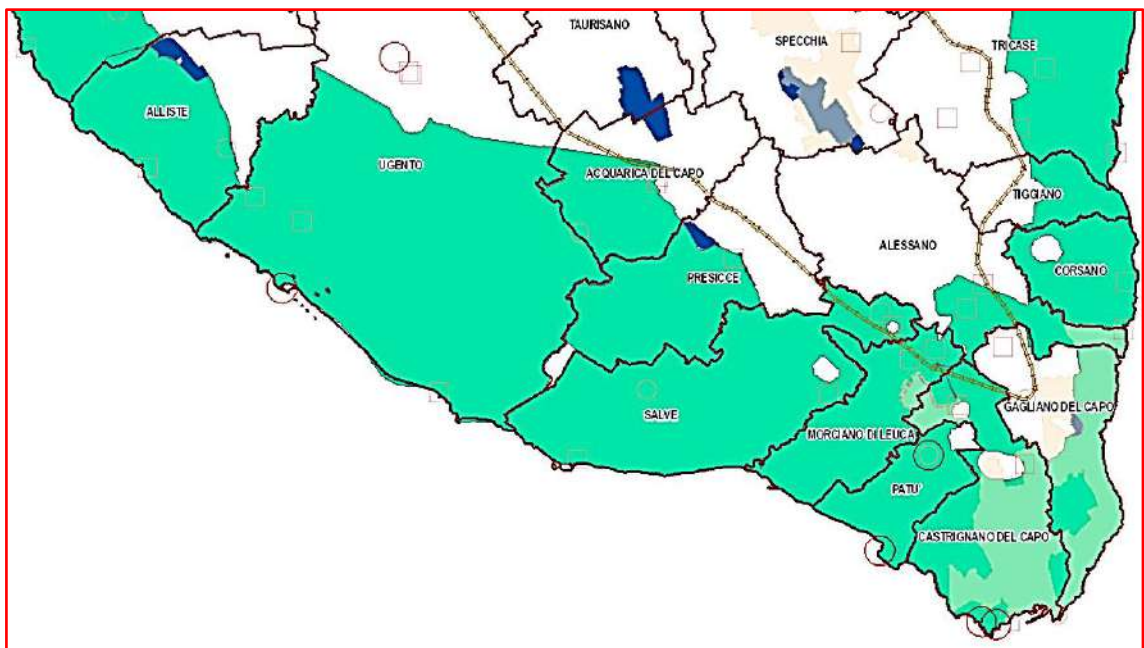 TAURISANO
SPECCHIA
TRICASE
ALLISTE
UGENTO
ACQUARICA DEL CAPO
TIGGIANO
ALESSANO
CORSANO
PRESICCE
SALVE
GAGLIANO DEL CAPO
MORCIANO DI LEUCA
PATU'
CASTRIGNANO DEL CAPO